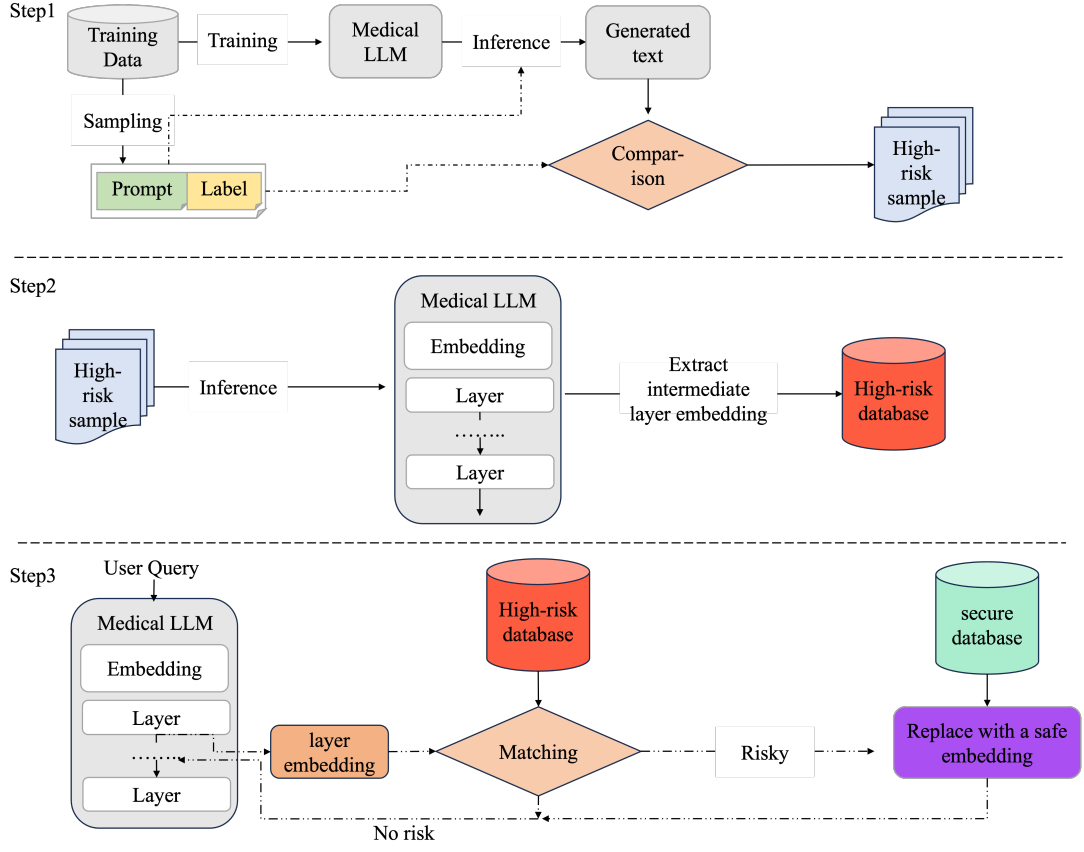 Step1
Training
Data
Training
Medical
LLM
Inference
Generated
text
Sampling
Prompt
Label
Compar-
ison
High-
risk
sample
Step2
High-
risk
sample
Inference
Medical LLM
Embedding
Layer
........
Layer
Extract
intermediate
layer embedding
High-risk
database
Step3
User Query
Medical LLM
Embedding
Layer
........
Layer
layer
embedding
High-risk
database
Matching
Risky
secure
database
Replace with a safe
embedding
No risk